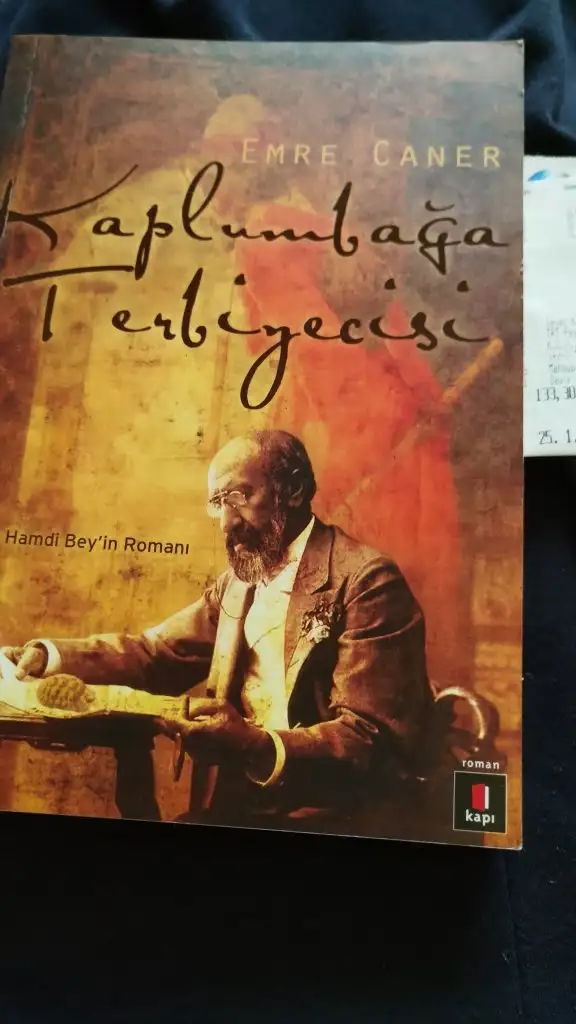 EMRE CANER
Kaplumbağa
Terbiyecisi
Hamdi Bey'in Romanı
roman
kapı
133,30
25.1.